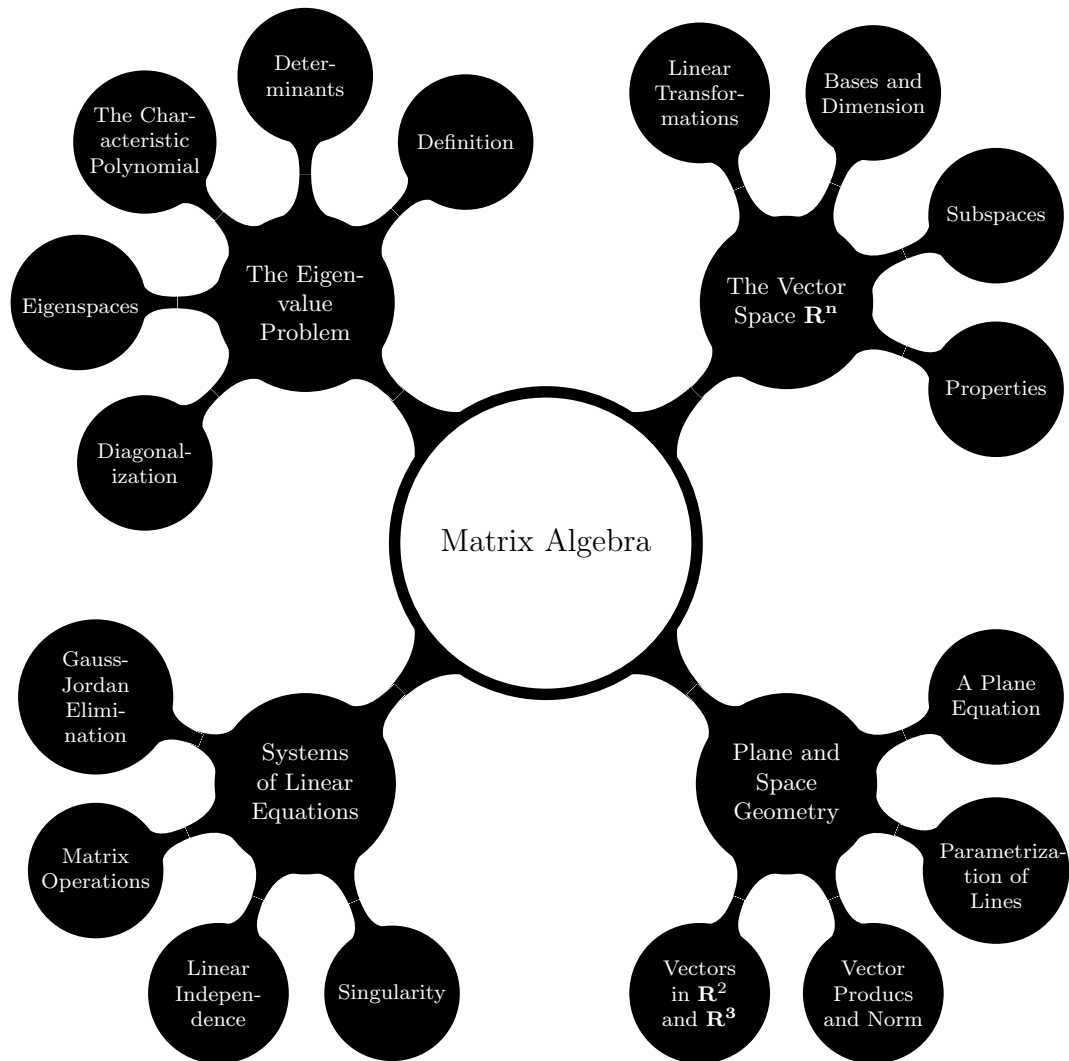 Matrix Algebra
The Eigen-
value
Problem
Definition
Deter-
minants
The Char-
acteristic
Polynomial
Eigenspaces
Diagonal-
ization
The Vector
Space Rⁿ
Linear
Transfor-
mations
Bases and
Dimension
Subspaces
Properties
Systems
of Linear
Equations
Gauss-
Jordan
Elimi-
nation
Matrix
Operations
Linear
Indepen-
dence
Singularity
Plane and
Space
Geometry
A Plane
Equation
Parametriza-
tion of
Lines
Vector
Producs
and Norm
Vectors
in R²
and R³